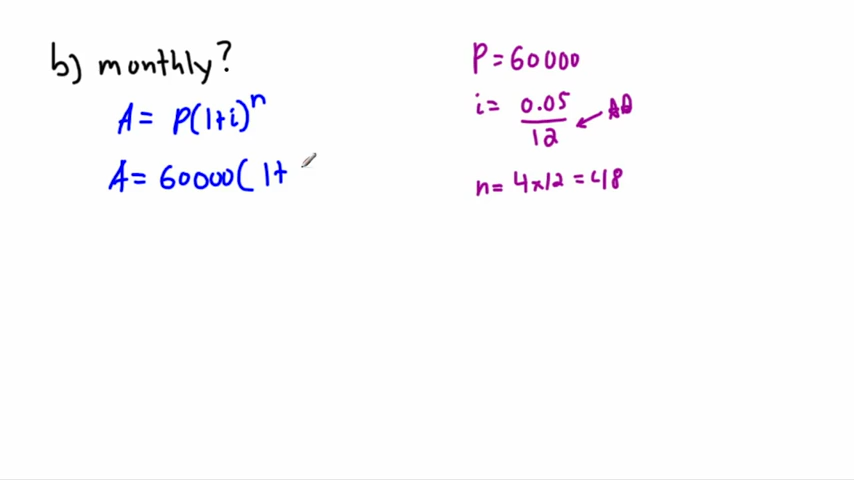 b) monthly?
A = P(1+i)^n
A = 60000( 1+
P = 60000
i = 0.05
12
n = 4x12 = 48